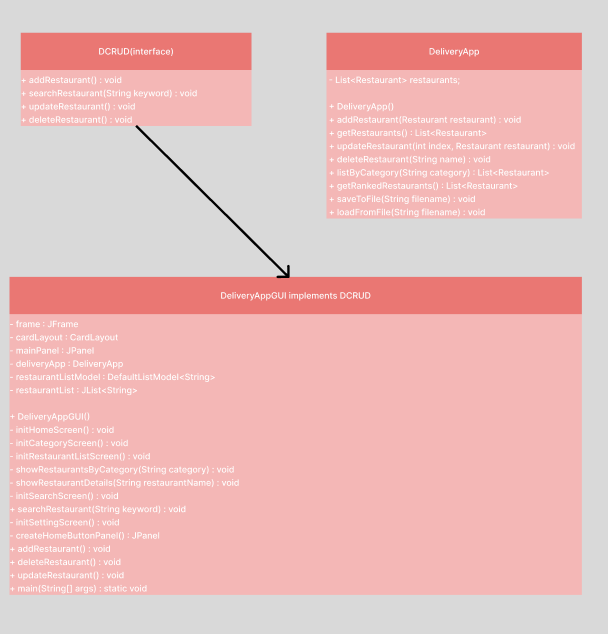 DCRUD(interface)
+ addRestaurant() : void
+ searchRestaurant(String keyword) : void
+ updateRestaurant() : void
+ deleteRestaurant() : void
DeliveryApp
- List<Restaurant> restaurants;
+ DeliveryApp()
+ addRestaurant(Restaurant restaurant) : void
+ getRestaurants() : List<Restaurant>
+ updateRestaurant(int index, Restaurant restaurant) : void
+ deleteRestaurant(String name) : void
+ listByCategory(String category) : List<Restaurant>
+ getRankedRestaurants() : List<Restaurant>
+ saveToFile(String filename) : void
+ loadFromFile(String filename) : void
DeliveryAppGUI implements DCRUD
- frame : JFrame
- cardLayout : CardLayout
- mainPanel : JPanel
- deliveryApp : DeliveryApp
- restaurantListModel : DefaultListModel<String>
- restaurantList : JList<String>
+ DeliveryAppGUI()
- initHomeScreen() : void
- initCategoryScreen() : void
- initRestaurantListScreen() : void
- showRestaurantsByCategory(String category) : void
- showRestaurantDetails(String restaurantName) : void
- initSearchScreen() : void
+ searchRestaurant(String keyword) : void
- initSettingScreen() : void
- createHomeButtonPanel() : JPanel
+ addRestaurant() : void
+ deleteRestaurant() : void
+ updateRestaurant() : void
+ main(String[] args) : static void